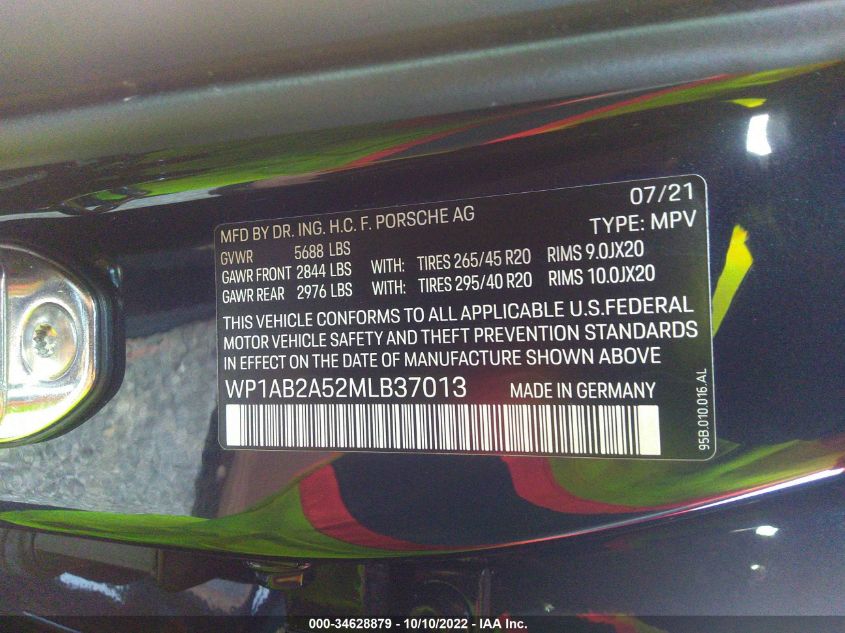 07/21
MFD BY DR. ING. H.C. F. PORSCHE AG
TYPE: MPV
GVWR 5688 LBS
GAWR FRONT 2844 LBS WITH: TIRES 265/45 R20 RIMS 9.0JX20
GAWR REAR 2976 LBS WITH: TIRES 295/40 R20 RIMS 10.0JX20
THIS VEHICLE CONFORMS TO ALL APPLICABLE U.S.FEDERAL
MOTOR VEHICLE SAFETY AND THEFT PREVENTION STANDARDS
IN EFFECT ON THE DATE OF MANUFACTURE SHOWN ABOVE
WP1AB2A52MLB37013 MADE IN GERMANY
95B.010.016.AL
000-34628879 - 10/10/2022 - IAA Inc.